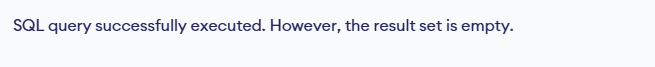 SQL query successfully executed. However, the result set is empty.